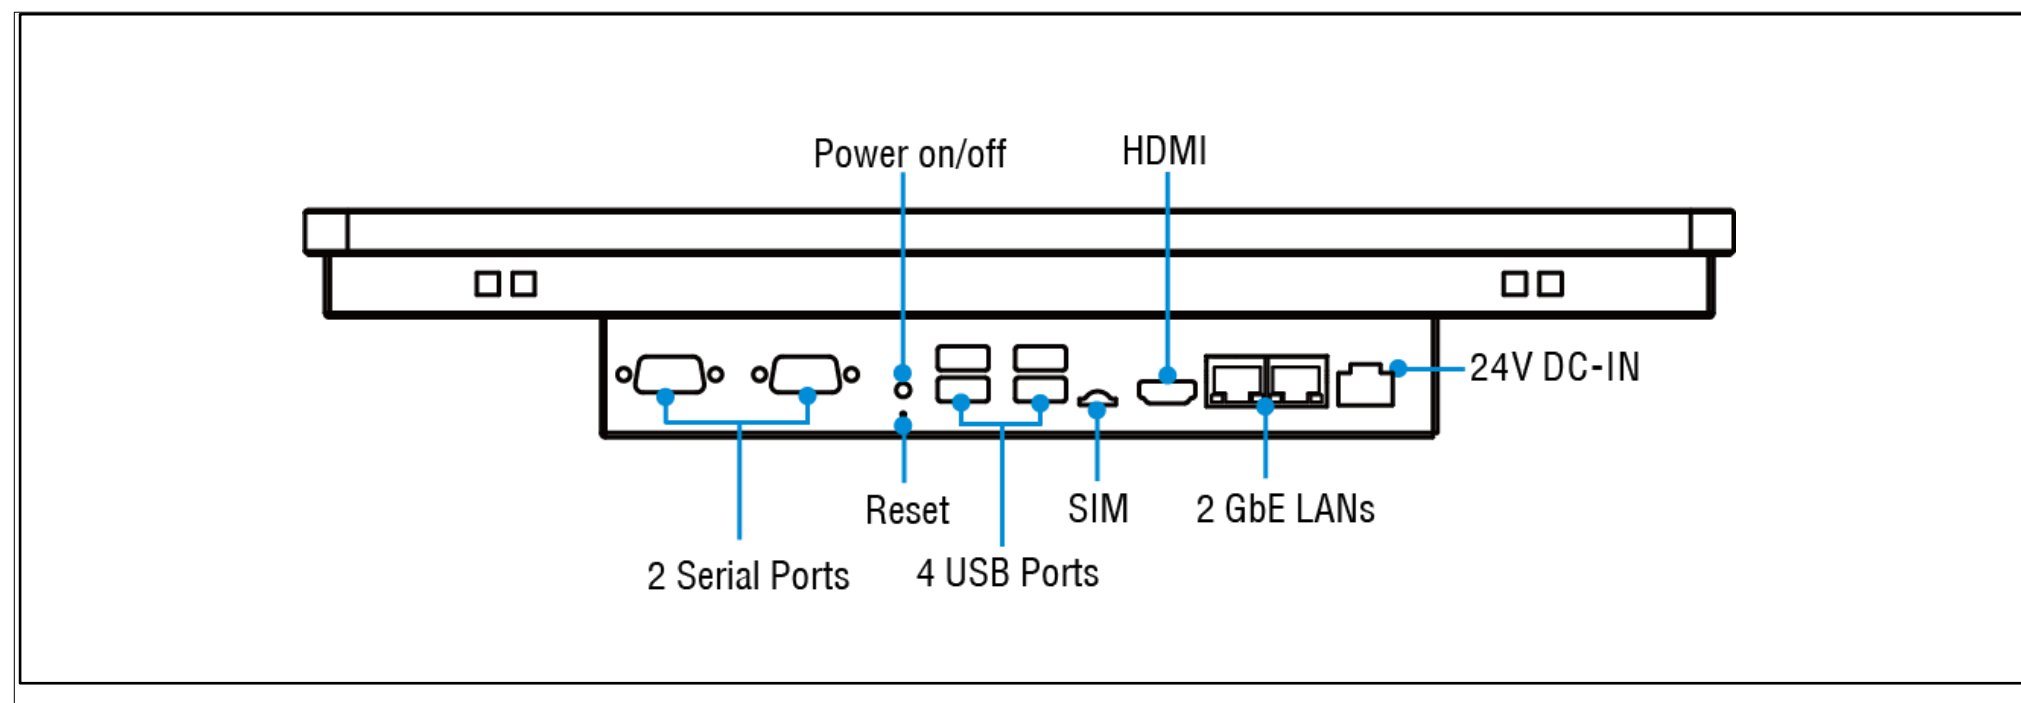 Power on/off
HDMI
24V DC-IN
Reset
SIM
2 GbE LANs
2 Serial Ports
4 USB Ports